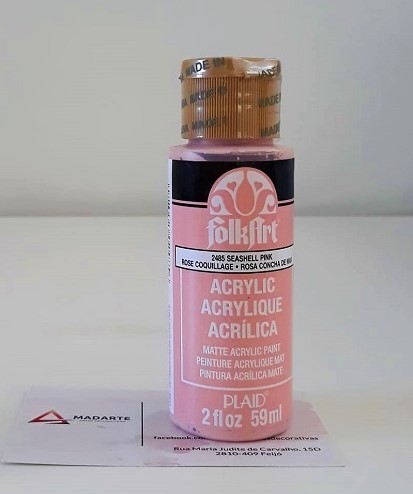 MADE IN
MADE
folkArt
2485 SEASHELL PINK
ROSE COQUILLAGE • ROSA CONCHA DE
ACRYLIC
ACRYLIQUE
ACRÍLICA
MATTE ACRYLIC PAINT
PEINTURE ACRYLIQUE MAT
PINTURA ACRÍLICA MATE
PLAID
2 fl oz 59ml
MADARTE
Rua Maria Judite de Carvalho, 15D
2810-409 Feijó